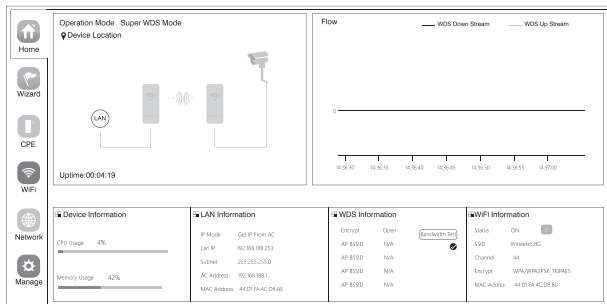 Home
Wizard
CPE
WiFi
Network
Manage
Operation Mode Super WDS Mode
Device Location
LAN
Uptime:00:04:19
Flow
WDS Down Stream
WDS Up Stream
0
14:36:30 14:36:35 14:36:40 14:36:45 14:36:50 14:36:55 14:37:00
Device Information
CPU Usage 4%
Memory Usage 42%
LAN Information
IP Mode Get IP From AC
Lan IP 192.168.188.253
Subnet 255.255.255.0
AC Address 192.168.188.1
MAC Address 44:D1:FA:4C:D8:AE
WDS Information
Encrypt Open Bandwidth Test
AP BSSID N/A
AP BSSID N/A
AP BSSID N/A
AP BSSID N/A
WiFi Information
Status ON
SSID Wireless5.8G
Channel 44
Encrypt WPA/WPA2PSK_TKIPAES
MAC Addres 44:D1:FA:4C:D8:B0